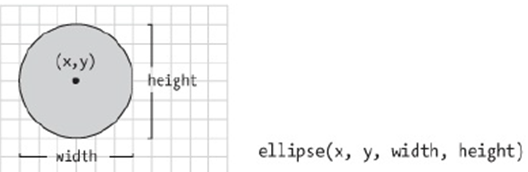 (x,y)
height
width
ellipse(x, y, width, height)